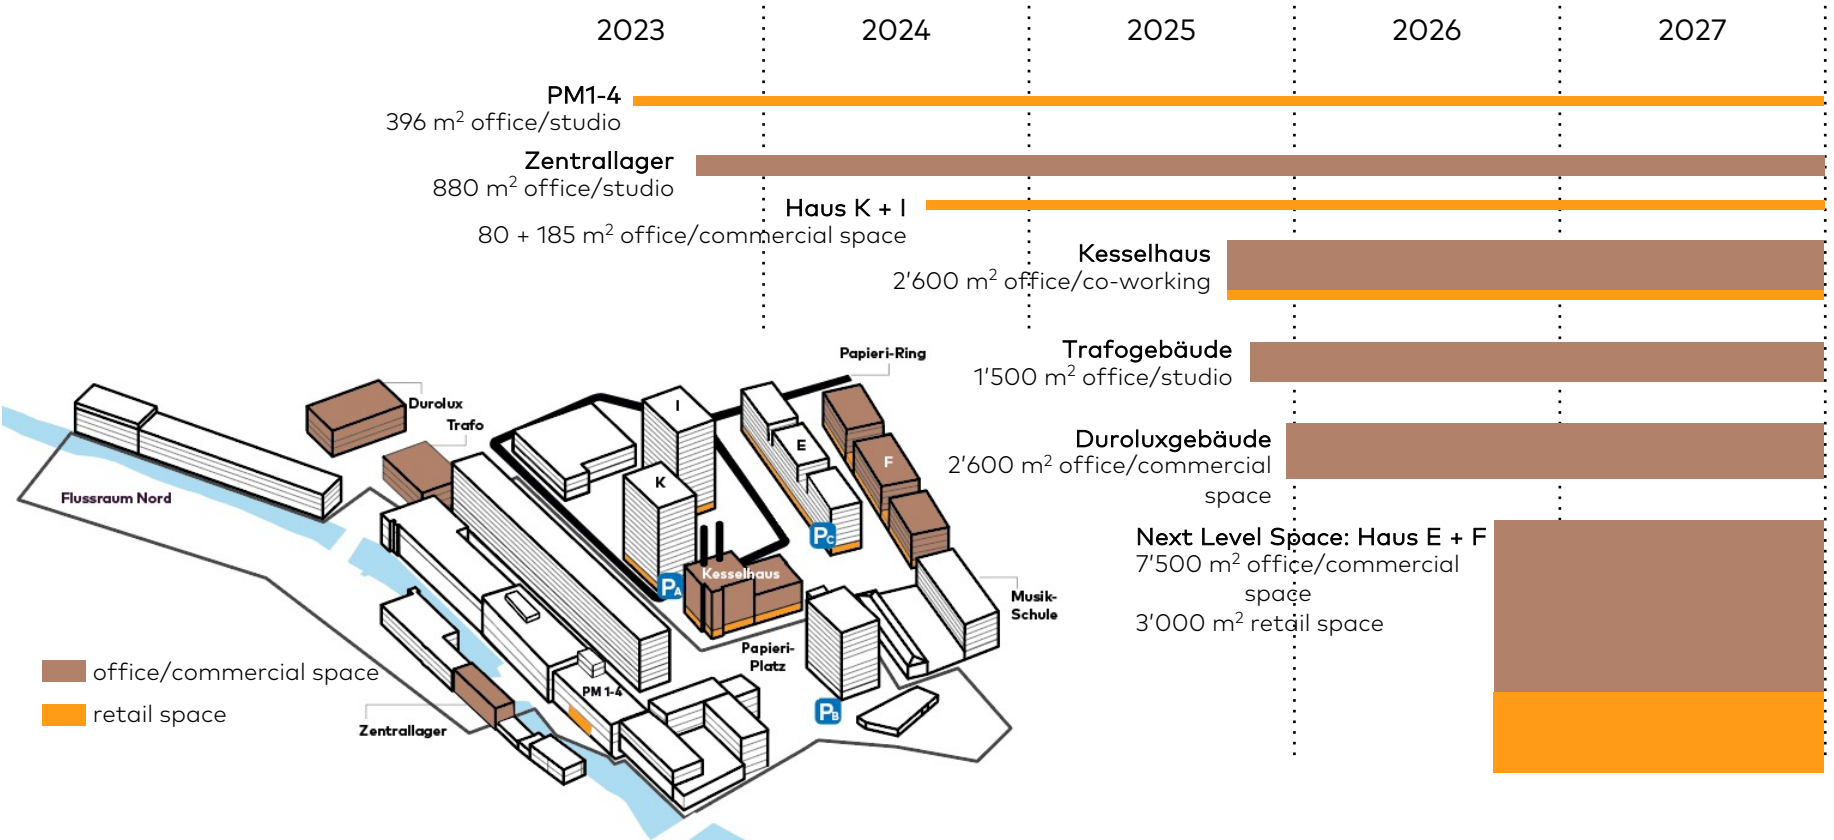 2023
2024
2025
2026
2027
PM1-4
396 m² office/studio
Zentrallager
880 m² office/studio
Haus K + I
80 + 185 m² office/commercial space
Kesselhaus
2’600 m² office/co-working
Trafogebäude
1’500 m² office/studio
Duroluxgebäude
2’600 m² office/commercial
space
Next Level Space: Haus E + F
7’500 m² office/commercial
space
3’000 m² retail space
Papieri-Ring
Durolux
Trafo
I
E
F
K
Flussraum Nord
PC
Kesselhaus
PA
Musik-
Schule
Papieri-
Platz
PM 1-4
PB
Zentrallager
office/commercial space
retail space